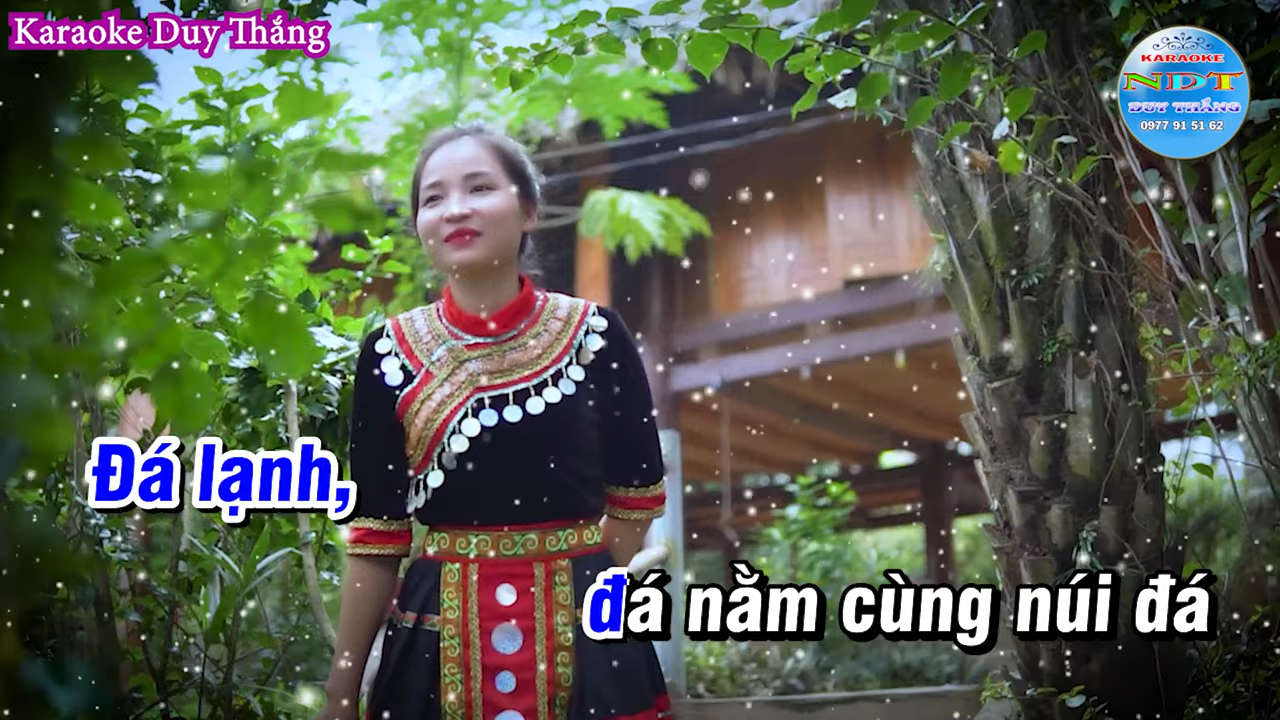 Karaoke Duy Thắng
KARAOKE
NDT
DUY THẮNG
0977 91 51 62
Đá lạnh,
đá nằm cùng núi đá